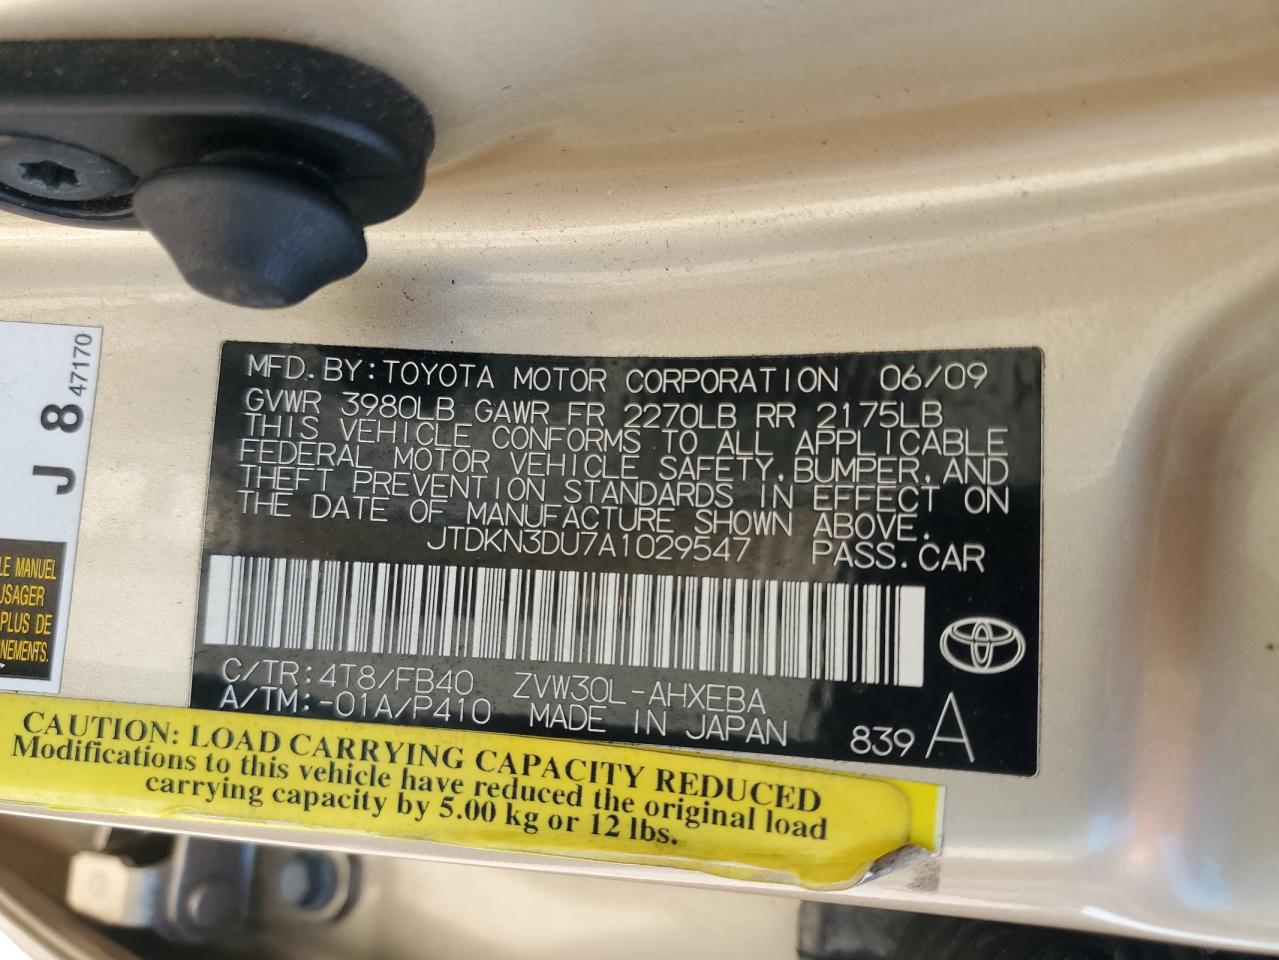 MFD. BY: TOYOTA MOTOR CORPORATION 06/09
GVWR 3980LB GAWR FR 2270LB RR 2175LB
THIS VEHICLE CONFORMS TO ALL APPLICABLE
FEDERAL MOTOR VEHICLE SAFETY, BUMPER, AND
THEFT PREVENTION STANDARDS IN EFFECT ON
THE DATE OF MANUFACTURE SHOWN ABOVE.
JTDKN3DU7A1029547 PASS. CAR
C/TR: 4T8/FB40 ZVW30L-AHXEBA
A/TM: -01A/P410 MADE IN JAPAN 839 A
J 8 47170
LE MANUEL
USAGER
PLUS DE
NEMENTS.
CAUTION: LOAD CARRYING CAPACITY REDUCED
Modifications to this vehicle have reduced the original load
carrying capacity by 5.00 kg or 12 lbs.